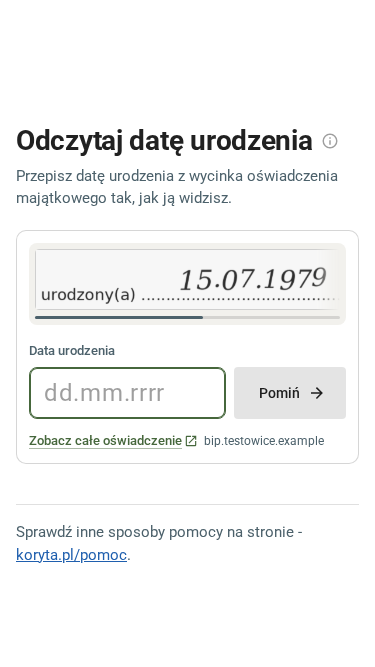 Odczytaj datę urodzenia
Przepisz datę urodzenia z wycinka oświadczenia
majątkowego tak, jak ją widzisz.
urodzony(a) 15.07.1979
Data urodzenia
dd.mm.rrrr
Pomiń
Zobacz całe oświadczenie bip.testowice.example
Sprawdź inne sposoby pomocy na stronie -
koryta.pl/pomoc.